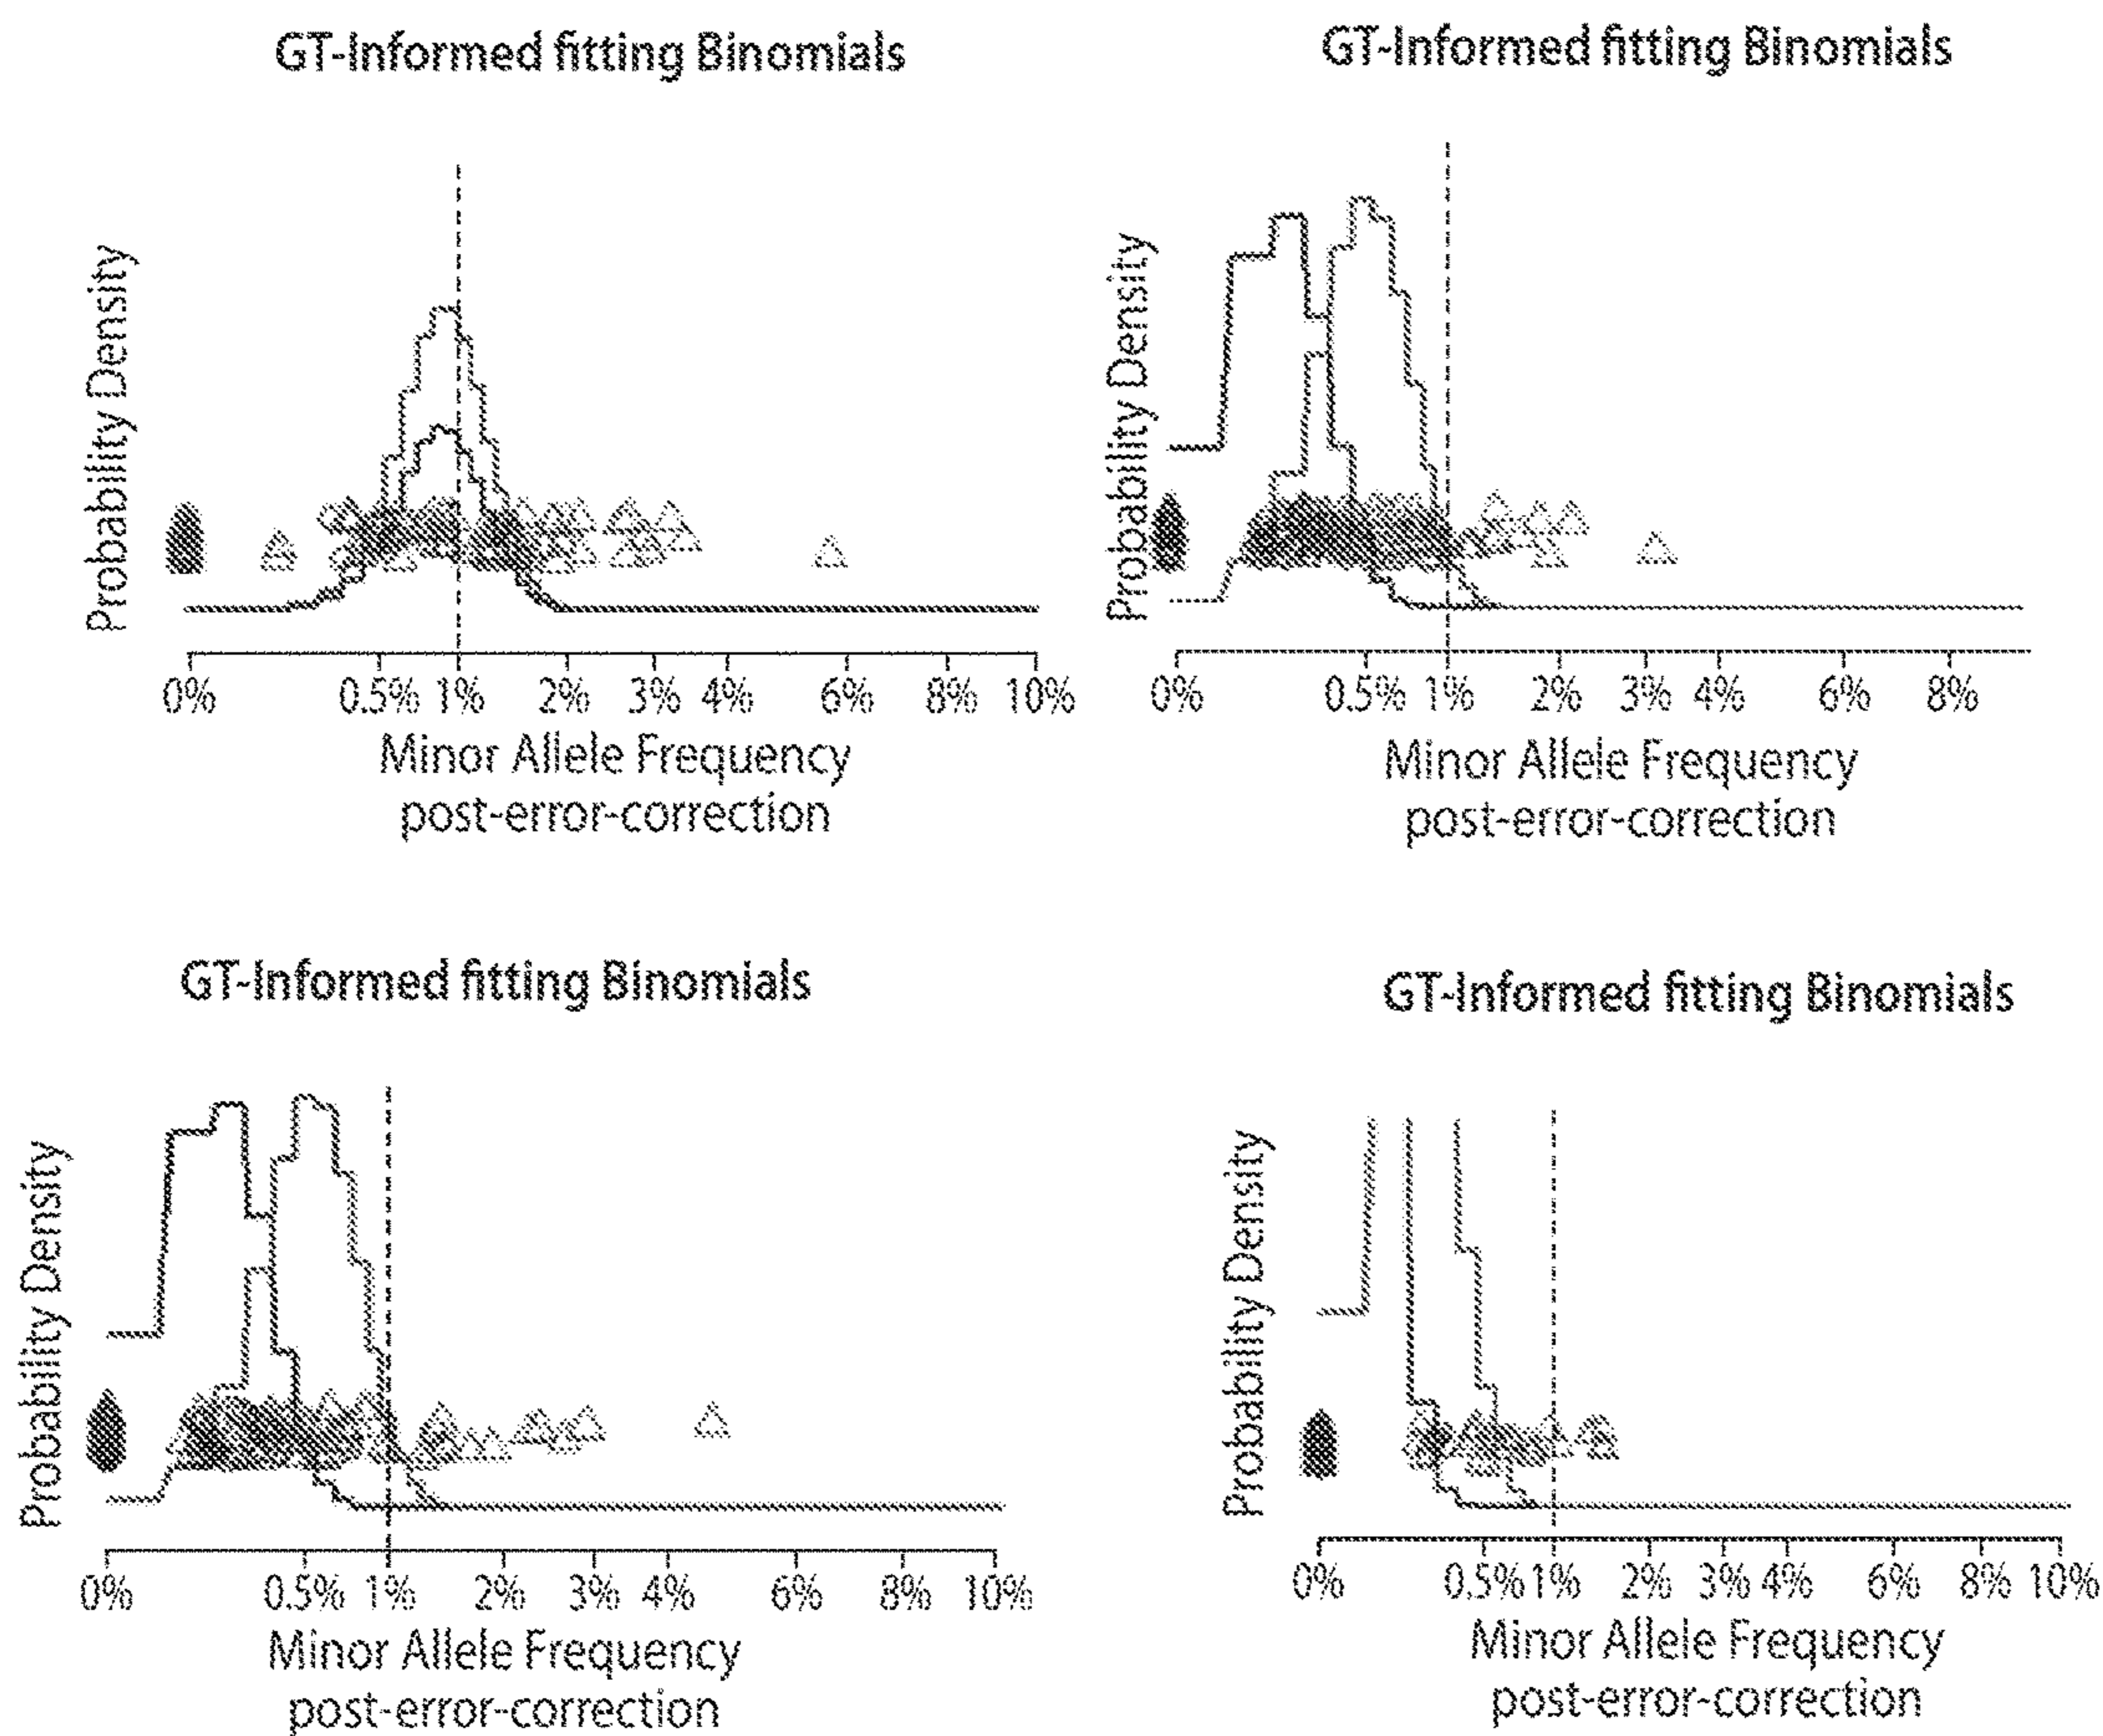 GT-Informed fitting Binomials
Probability Density
0% 0.5% 1% 2% 3% 4% 6% 8% 10%
Minor Allele Frequency
post-error-correction
GT-Informed fitting Binomials
Probability Density
0% 0.5% 1% 2% 3% 4% 6% 8%
Minor Allele Frequency
post-error-correction
GT-Informed fitting Binomials
Probability Density
0% 0.5% 1% 2% 3% 4% 6% 8% 10%
Minor Allele Frequency
post-error-correction
GT-Informed fitting Binomials
Probability Density
0% 0.5% 1% 2% 3% 4% 6% 8% 10%
Minor Allele Frequency
post-error-correction